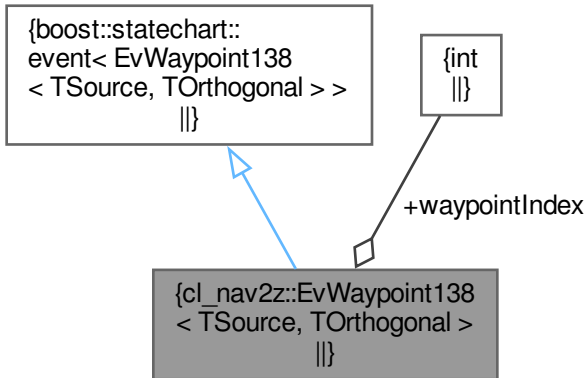 {boost::statechart::
event< EvWaypoint138
< TSource, TOrthogonal > >
||}
{int
||}
+waypointIndex
{cl_nav2z::EvWaypoint138
< TSource, TOrthogonal >
||}